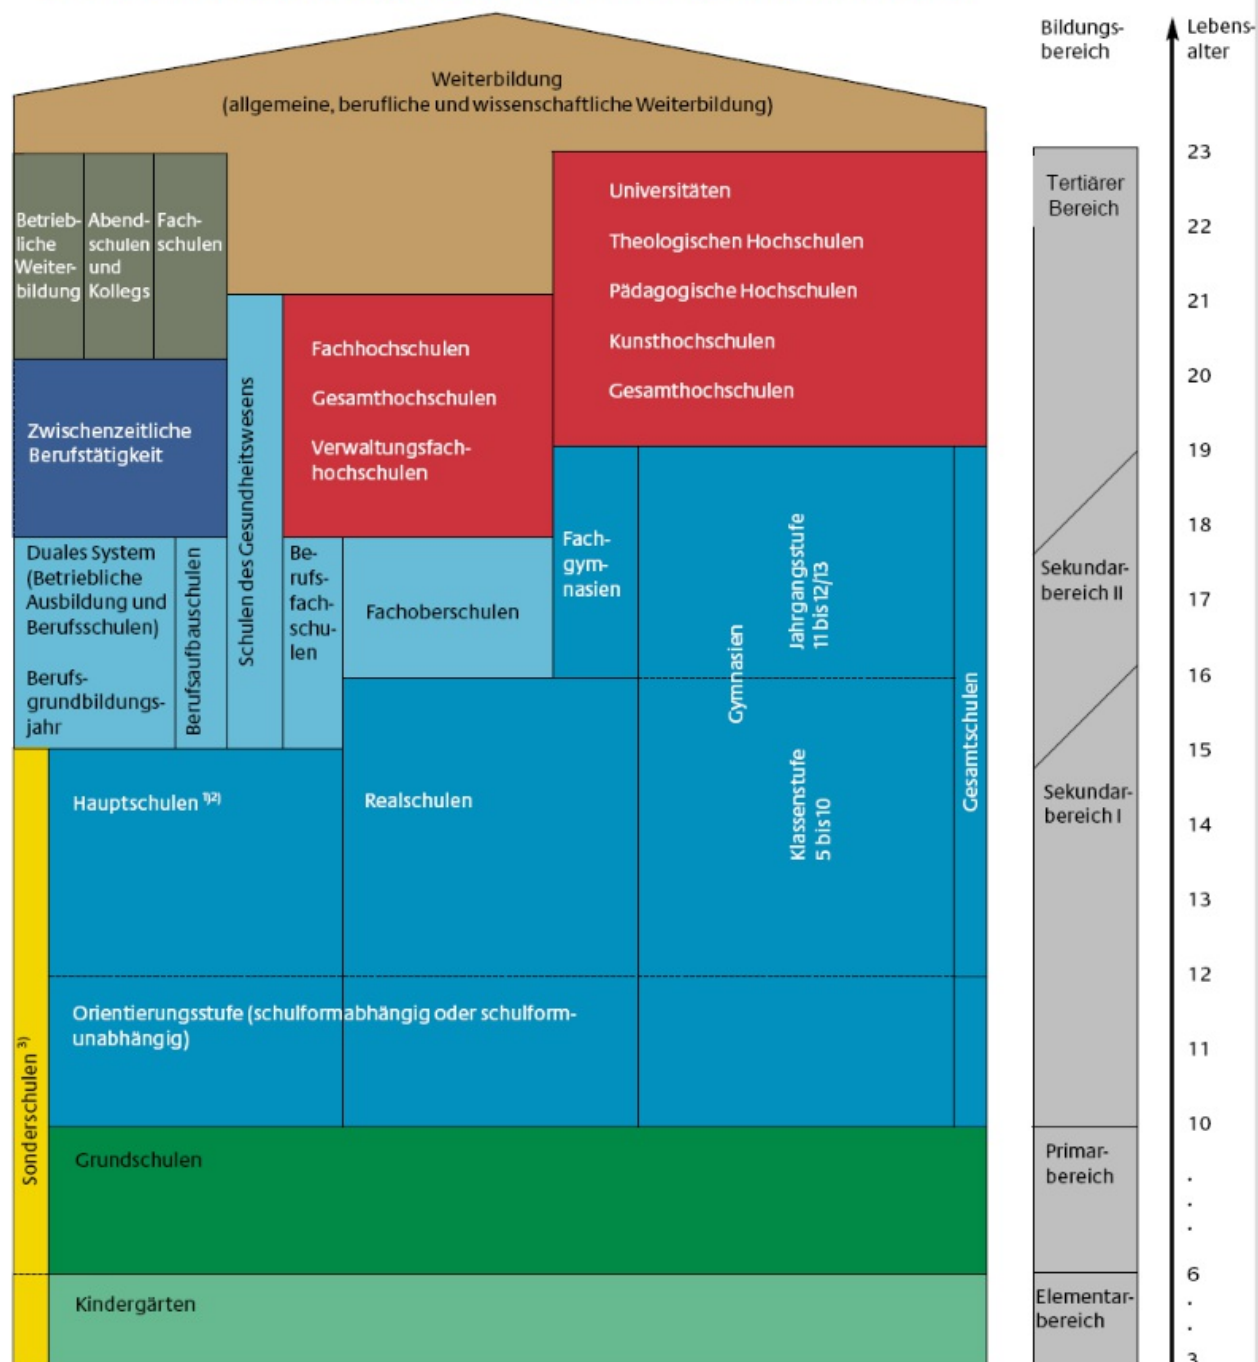 Bildungs-
bereich
Lebens-
alter
Weiterbildung
(allgemeine, berufliche und wissenschaftliche Weiterbildung)
Betrieb-
liche
Weiter-
bildung
Abend-
schulen
und
Kollegs
Fach-
schulen
Universitäten
Theologischen Hochschulen
Pädagogische Hochschulen
Kunsthochschulen
Gesamthochschulen
Fachhochschulen
Gesamthochschulen
Verwaltungsfach-
hochschulen
Zwischenzeitliche
Berufstätigkeit
Schulen des Gesundheitswesens
Duales System
(Betriebliche
Ausbildung und
Berufsschulen)
Berufs-
grundbildungs-
jahr
Berufsaufbauschulen
Be-
rufs-
fach-
schu-
len
Fachoberschulen
Fach-
gym-
nasien
Gymnasien
Jahrgangsstufe
11 bis 12/13
Klassenstufe
5 bis 10
Gesamtschulen
Hauptschulen 1)2)
Realschulen
Orientierungsstufe (schulformabhängig oder schulform-
unabhängig)
Sonderschulen 3)
Grundschulen
Kindergärten
Tertiärer
Bereich
Sekundar-
bereich II
Sekundar-
bereich I
Primar-
bereich
Elementar-
bereich
23
22
21
20
19
18
17
16
15
14
13
12
11
10
.
.
.
6
.
.
3